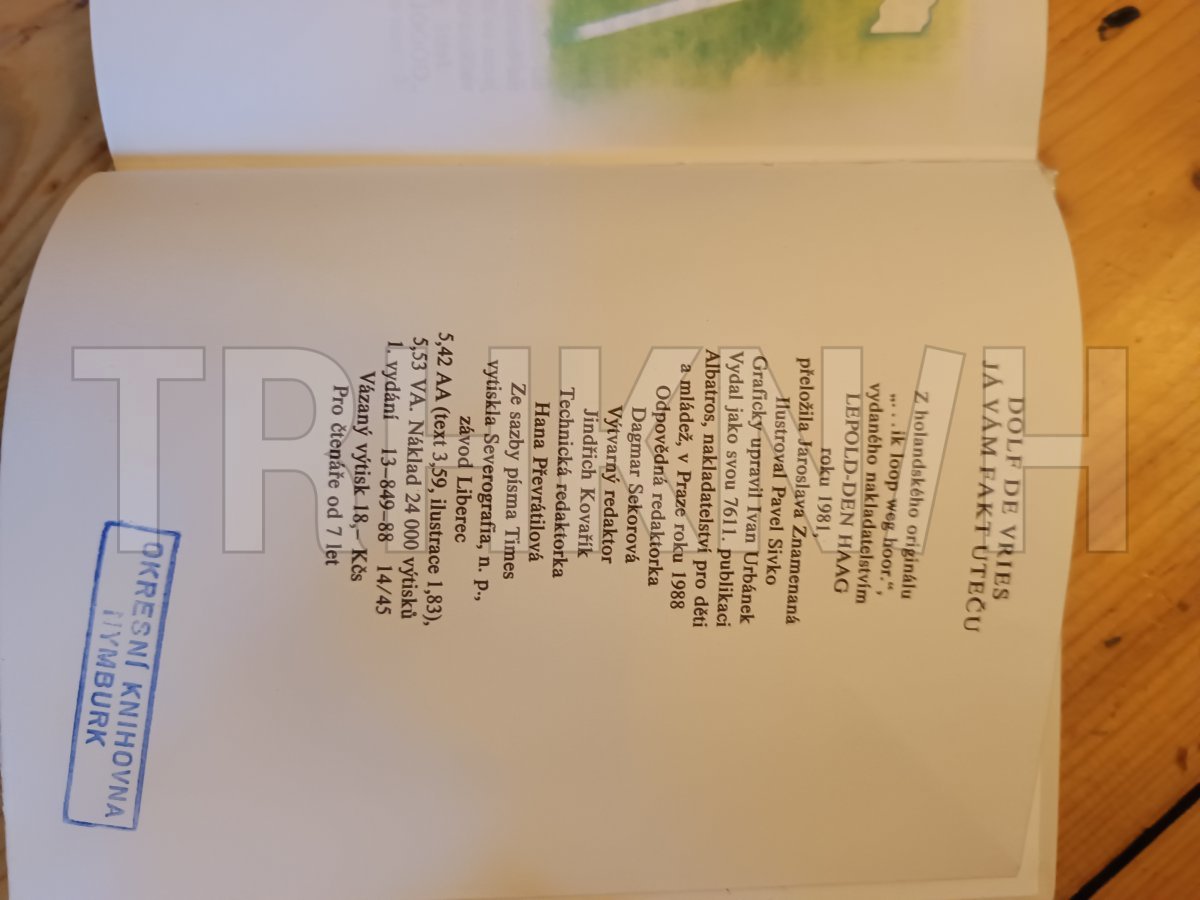 DOLF DE VRIES
JÁ VÁM FAKT UTEČU
Z holandského originálu
„. . . ik loop weg hoor.“,
vydaného nakladatelstvím
LEPOLD-DEN HAAG
roku 1981,
přeložila Jaroslava Znamenaná
Ilustroval Pavel Sivko
Graficky upravil Ivan Urbánek
Vydal jako svou 7611. publikaci
Albatros, nakladatelství pro děti
a mládež, v Praze roku 1988
Odpovědná redaktorka
Dagmar Sekorová
Výtvarný redaktor
Jindřich Kovařík
Technická redaktorka
Hana Převrátilová
Ze sazby písma Times
vytiskla Severografia, n. p.,
závod Liberec
5,42 AA (text 3,59, ilustrace 1,83),
5,53 VA. Náklad 24 000 výtisků
1. vydání 13–849–88 14/45
Vázaný výtisk 18,– Kčs
Pro čtenáře od 7 let
OKRESNÍ KNIHOVNA
NYMBURK
TRHKNVH